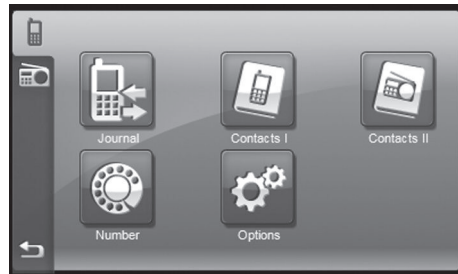 Journal
Contacts I
Contacts II
Number
Options